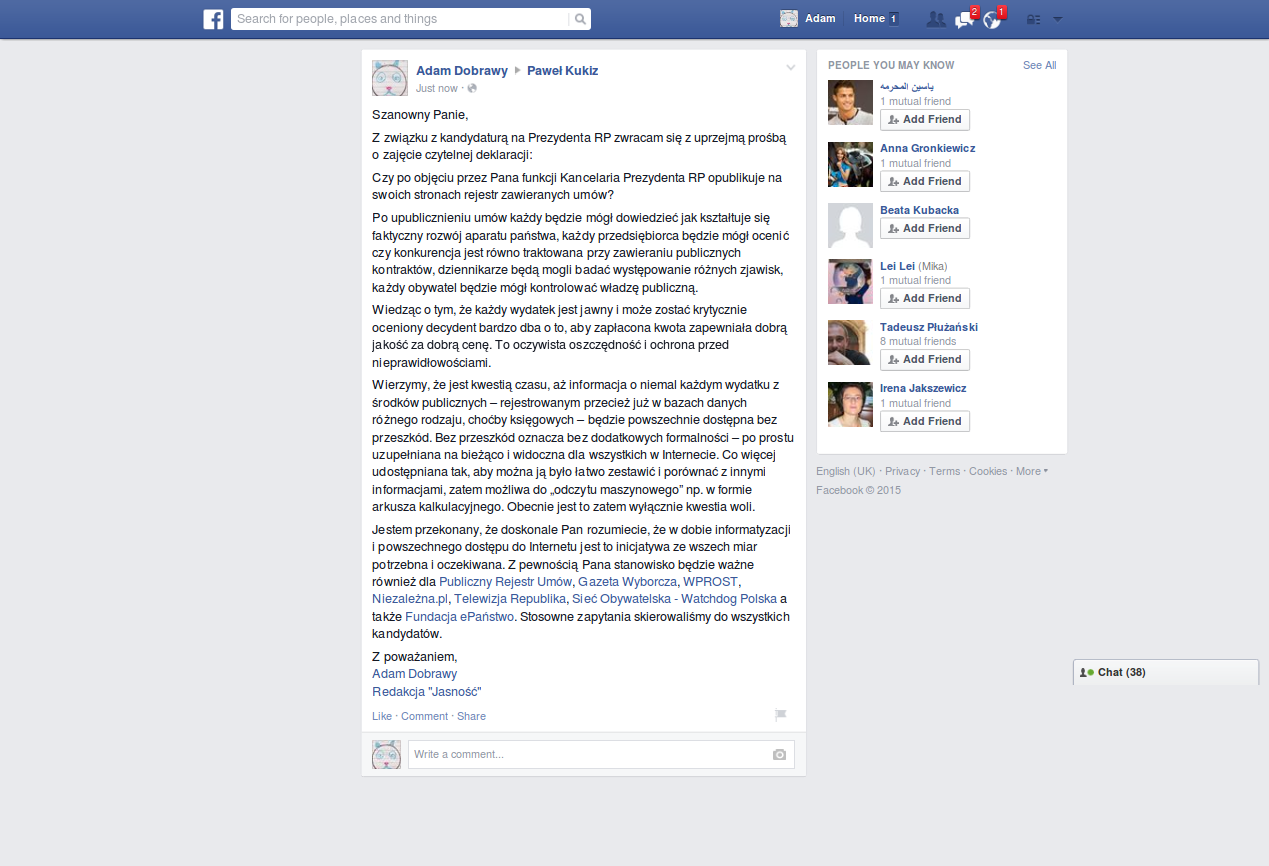 Search for people, places and things
Adam
Home 1
2
1
Adam Dobrawy ▶ Paweł Kukiz
Just now ·
Szanowny Panie,
Z związku z kandydaturą na Prezydenta RP zwracam się z uprzejmą prośbą
o zajęcie czytelnej deklaracji:
Czy po objęciu przez Pana funkcji Kancelaria Prezydenta RP opublikuje na
swoich stronach rejestr zawieranych umów?
Po upublicznieniu umów każdy będzie mógł dowiedzieć jak kształtuje się
faktyczny rozwój aparatu państwa, każdy przedsiębiorca będzie mógł ocenić
czy konkurencja jest równo traktowana przy zawieraniu publicznych
kontraktów, dziennikarze będą mogli badać występowanie różnych zjawisk,
każdy obywatel będzie mógł kontrolować władzę publiczną.
Wiedząc o tym, że każdy wydatek jest jawny i może zostać krytycznie
oceniony decydent bardzo dba o to, aby zapłacona kwota zapewniała dobrą
jakość za dobrą cenę. To oczywista oszczędność i ochrona przed
nieprawidłowościami.
Wierzymy, że jest kwestią czasu, aż informacja o niemal każdym wydatku z
środków publicznych – rejestrowanym przecież już w bazach danych
różnego rodzaju, choćby księgowych – będzie powszechnie dostępna bez
przeszkód. Bez przeszkód oznacza bez dodatkowych formalności – po prostu
uzupełniana na bieżąco i widoczna dla wszystkich w Internecie. Co więcej
udostępniana tak, aby można ją było łatwo zestawić i porównać z innymi
informacjami, zatem możliwa do „odczytu maszynowego” np. w formie
arkusza kalkulacyjnego. Obecnie jest to zatem wyłącznie kwestia woli.
Jestem przekonany, że doskonale Pan rozumiecie, że w dobie informatyzacji
i powszechnego dostępu do Internetu jest to inicjatywa ze wszech miar
potrzebna i oczekiwana. Z pewnością Pana stanowisko będzie ważne
również dla Publiczny Rejestr Umów, Gazeta Wyborcza, WPROST,
Niezależna.pl, Telewizja Republika, Sieć Obywatelska - Watchdog Polska a
także Fundacja ePaństwo. Stosowne zapytania skierowaliśmy do wszystkich
kandydatów.
Z poważaniem,
Adam Dobrawy
Redakcja "Jasność"
Like · Comment · Share
Write a comment...
PEOPLE YOU MAY KNOW
See All
ياسين المحرمه
1 mutual friend
Add Friend
Anna Gronkiewicz
1 mutual friend
Add Friend
Beata Kubacka
Add Friend
Lei Lei (Mika)
1 mutual friend
Add Friend
Tadeusz Płużański
8 mutual friends
Add Friend
Irena Jakszewicz
1 mutual friend
Add Friend
English (UK) · Privacy · Terms · Cookies · More
Facebook © 2015
Chat (38)